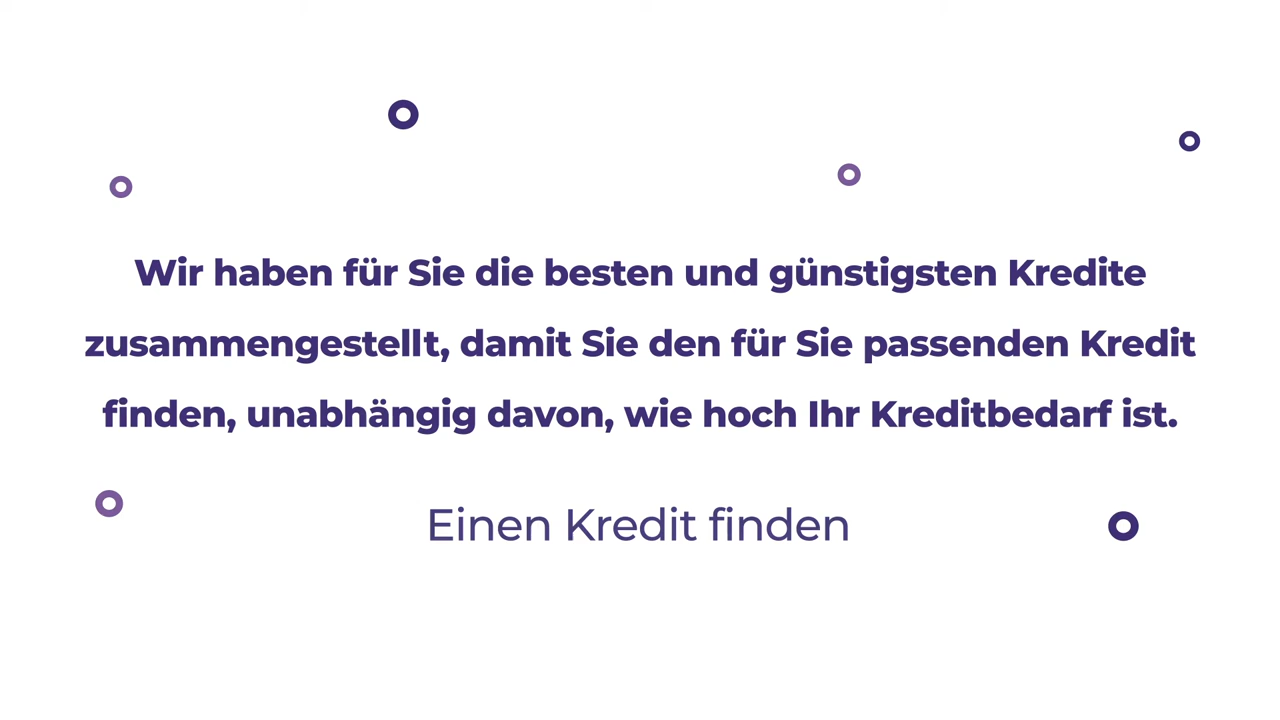 Wir haben für Sie die besten und günstigsten Kredite
zusammengestellt, damit Sie den für Sie passenden Kredit
finden, unabhängig davon, wie hoch Ihr Kreditbedarf ist.
Einen Kredit finden